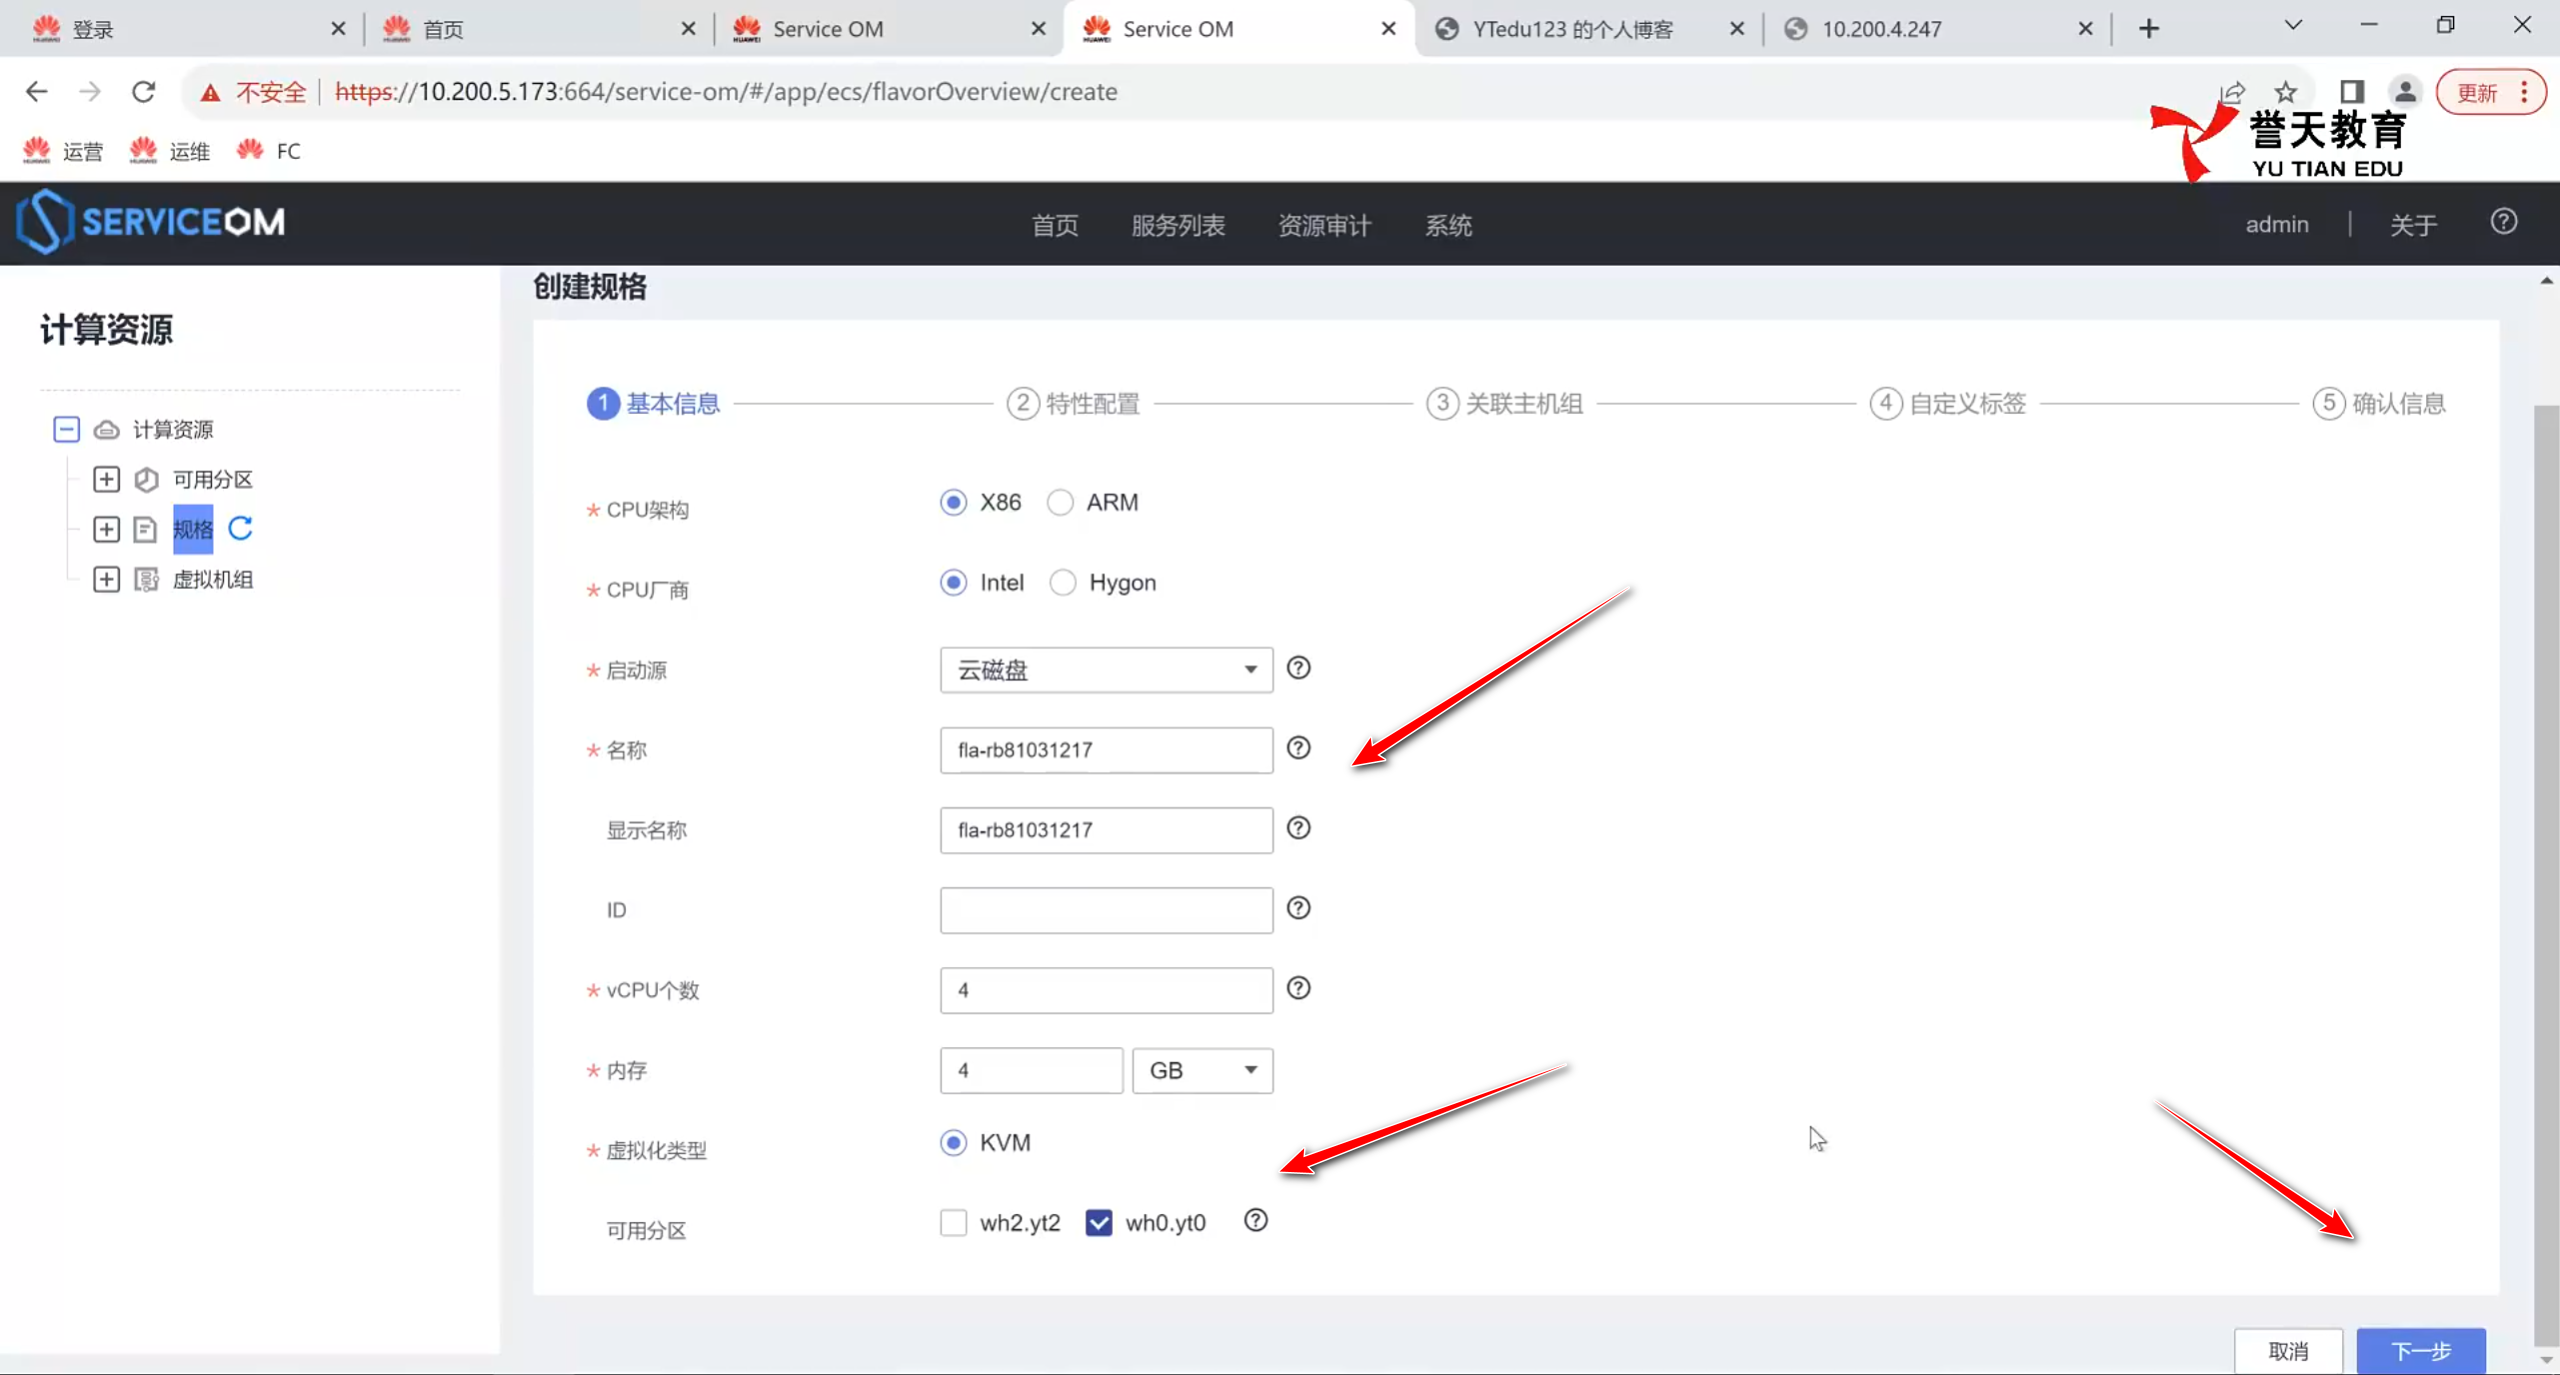 登录
首页
Service OM
Service OM
YTedu123 的个人博客
10.200.4.247
不安全 https://10.200.5.173:664/service-om/#/app/ecs/flavorOverview/create
更新
运营
运维
FC
誉天教育
YU TIAN EDU
SERVICEOM
首页
服务列表
资源审计
系统
admin
关于
计算资源
计算资源
可用分区
规格
虚拟机组
创建规格
1 基本信息
2 特性配置
3 关联主机组
4 自定义标签
5 确认信息
* CPU架构 X86 ARM
* CPU厂商 Intel Hygon
* 启动源 云磁盘
* 名称 fla-rb81031217
显示名称 fla-rb81031217
ID
* vCPU个数 4
* 内存 4 GB
* 虚拟化类型 KVM
可用分区 wh2.yt2 wh0.yt0
取消
下一步